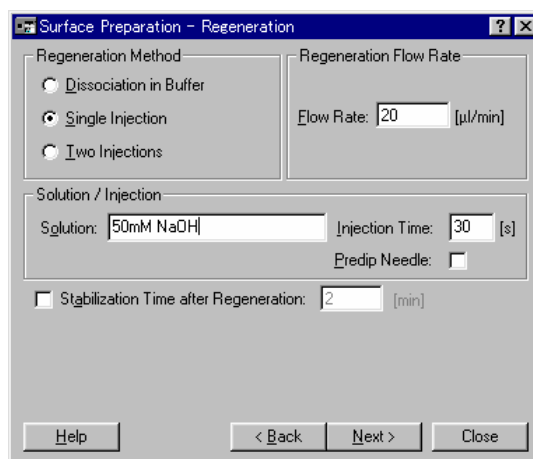 Surface Preparation - Regeneration
Regeneration Method
Dissociation in Buffer
Single Injection
Two Injections
Regeneration Flow Rate
Flow Rate: 20 [µl/min]
Solution / Injection
Solution: 50mM NaOH Injection Time: 30 [s]
Predip Needle:
Stabilization Time after Regeneration: 2 [min]
Help < Back Next > Close